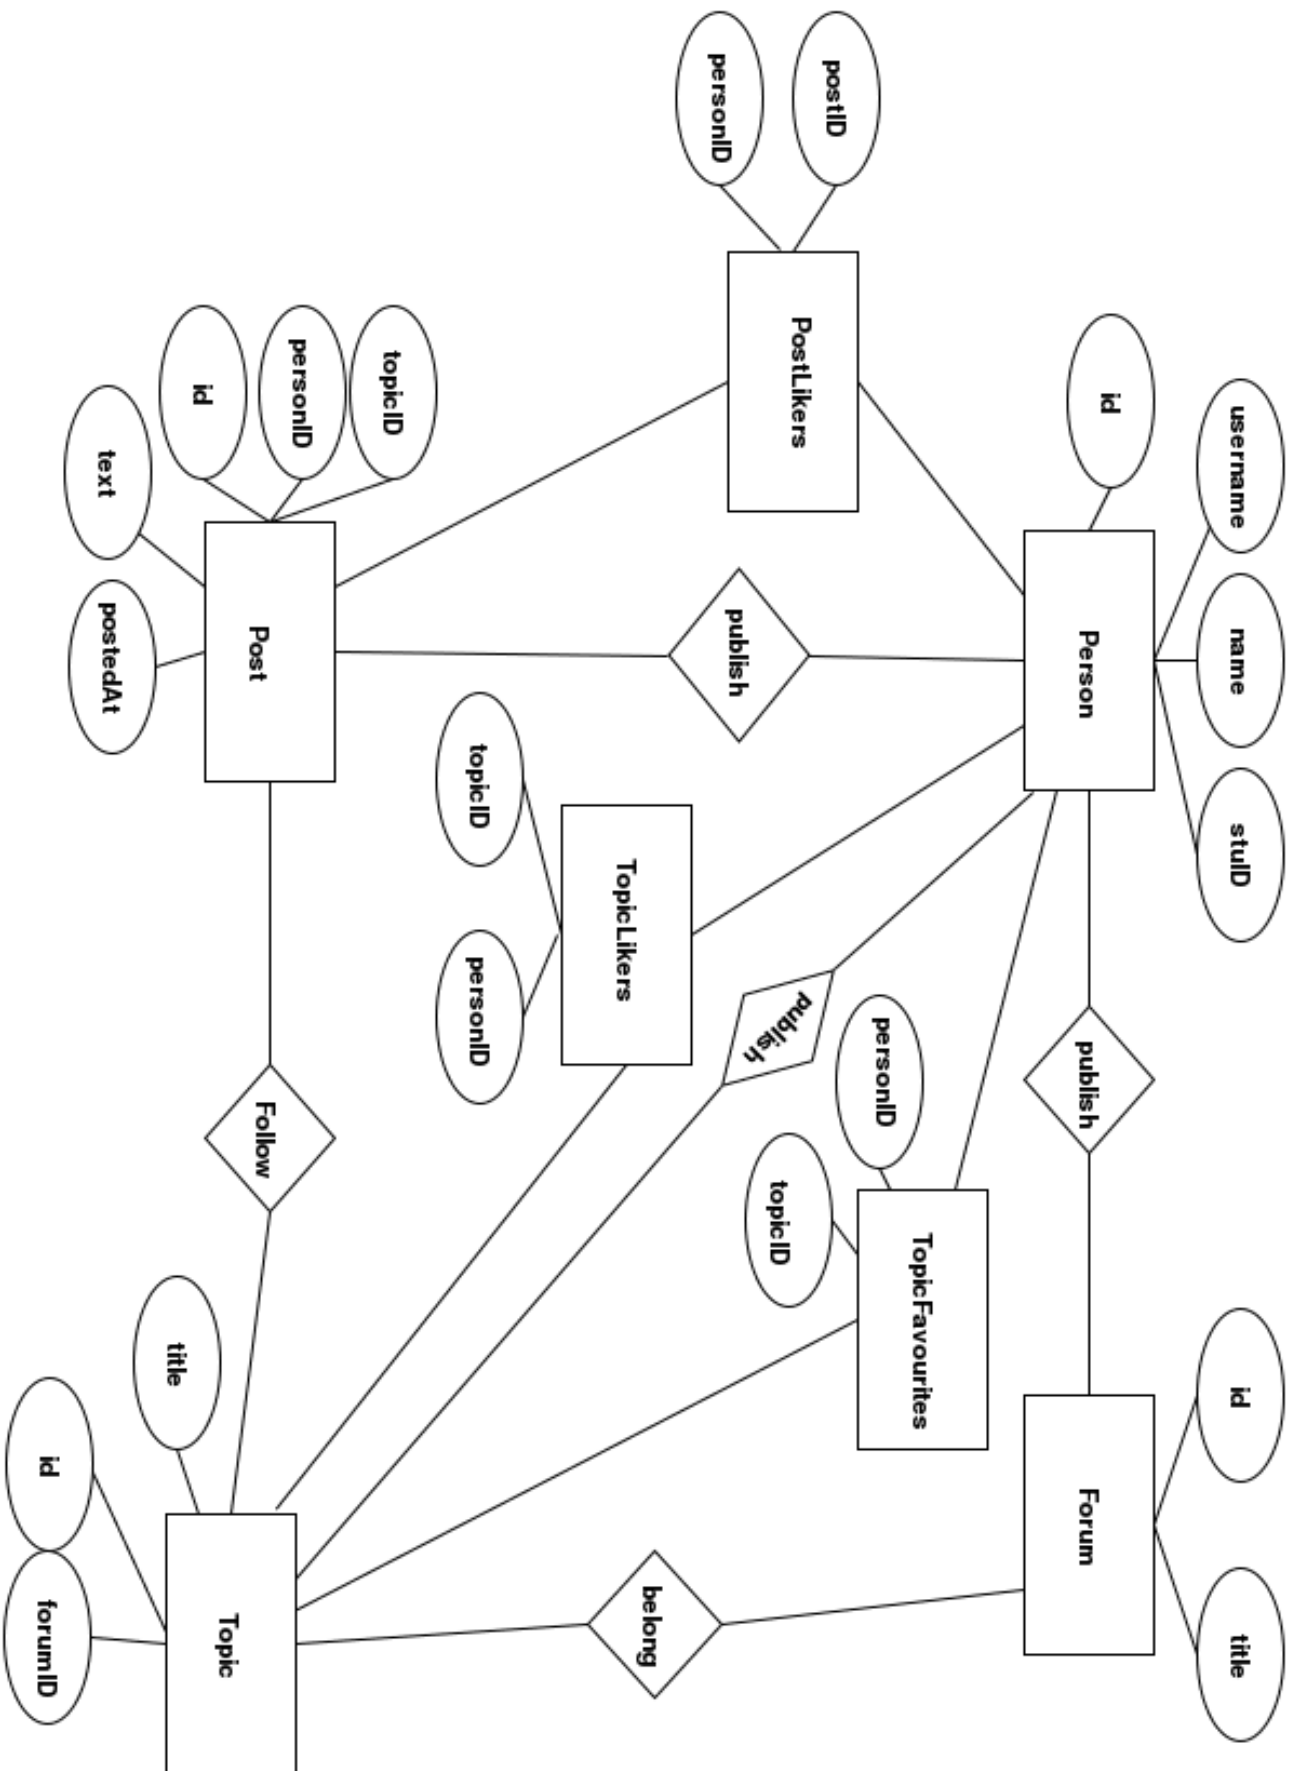 username
name
stuID
id
title
id
Person
publish
Forum
postID
personID
PostLikers
publish
personID
topicID
TopicFavourites
publish
TopicLikers
belong
topicID
personID
topicID
personID
id
text
postedAt
Post
Follow
title
id
forumID
Topic